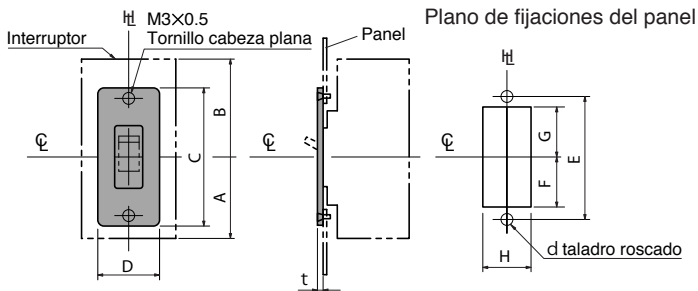 Plano de fijaciones del panel
Interruptor
M3×0.5
Tornillo cabeza plana
Panel
B
C
A
D
t
G
E
F
H
d taladro roscado